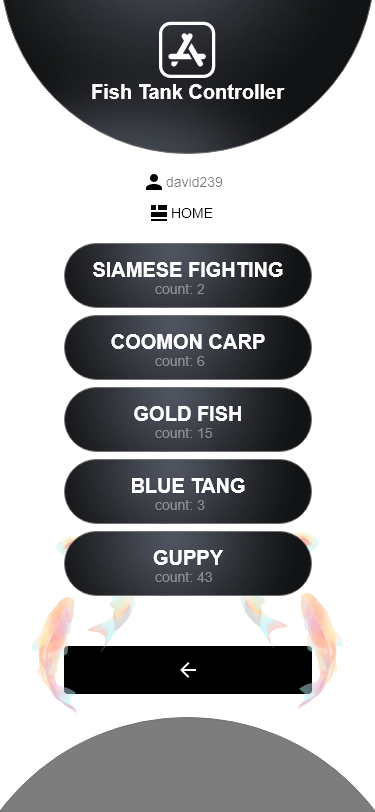 Fish Tank Controller
david239
HOME
SIAMESE FIGHTING
count: 2
COOMON CARP
count: 6
GOLD FISH
count: 15
BLUE TANG
count: 3
GUPPY
count: 43